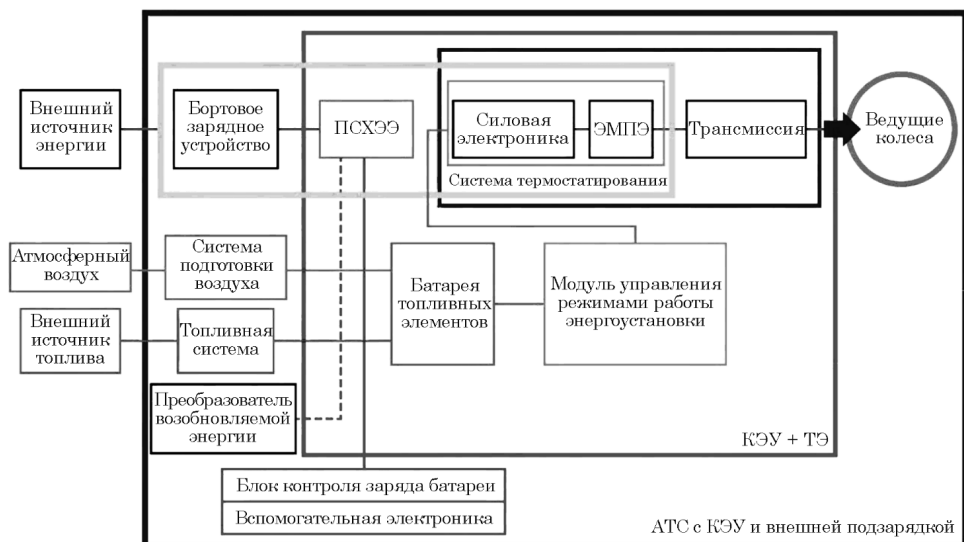 Внешний
источник
энергии
Бортовое
зарядное
устройство
ПСХЭЭ
Силовая
электроника
ЭМПЭ
Система термостатирования
Трансмиссия
Ведущие
колеса
Атмосферный
воздух
Система
подготовки
воздуха
Батарея
топливных
элементов
Модуль управления
режимами работы
энергоустановки
Внешний
источник
топлива
Топливная
система
Преобразователь
возобновляемой
энергии
КЭУ + ТЭ
Блок контроля заряда батареи
Вспомогательная электроника
АТС с КЭУ и внешней подзарядкой